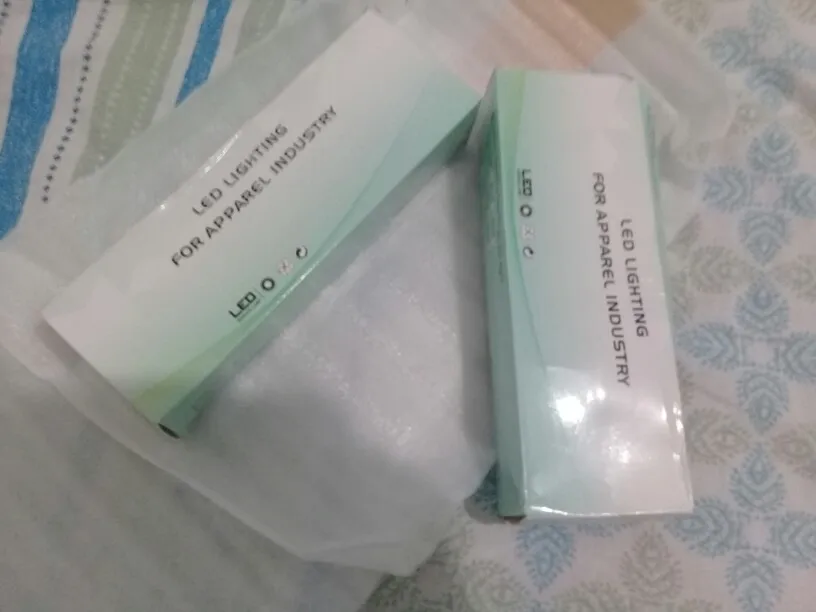 LED LIGHTING
FOR APPAREL INDUSTRY
LED
LED LIGHTING
FOR APPAREL INDUSTRY
LED